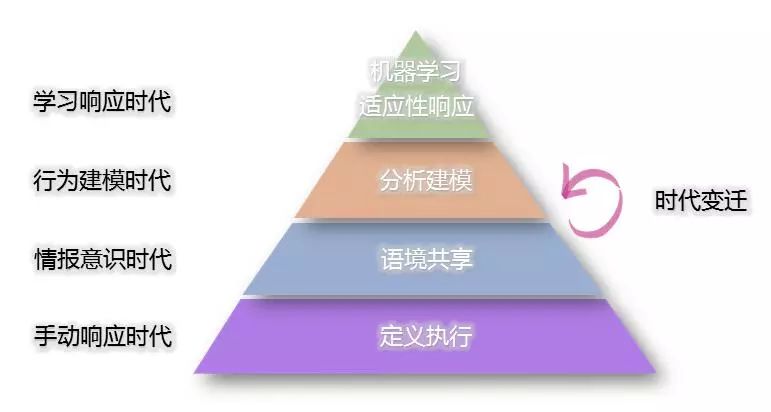 机器学习
学习响应时代
适应性响应
行为建模时代
分析建模
时代变迁
情报意识时代
语境共享
手动响应时代
定义执行